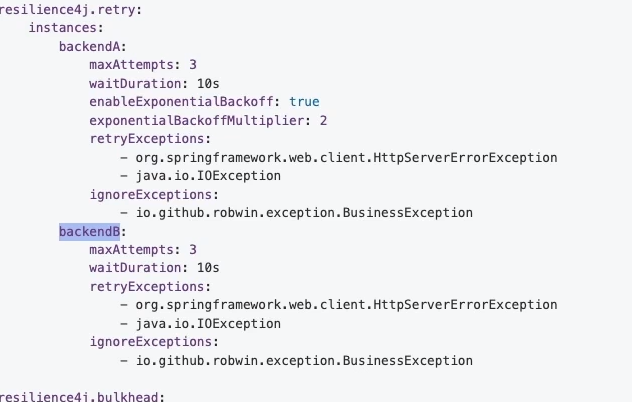 resilience4j.retry:
instances:
backendA:
maxAttempts: 3
waitDuration: 10s
enableExponentialBackoff: true
exponentialBackoffMultiplier: 2
retryExceptions:
- org.springframework.web.client.HttpServerErrorException
- java.io.IOException
ignoreExceptions:
- io.github.robwin.exception.BusinessException
backendB:
maxAttempts: 3
waitDuration: 10s
retryExceptions:
- org.springframework.web.client.HttpServerErrorException
- java.io.IOException
ignoreExceptions:
- io.github.robwin.exception.BusinessException
resilience4j.bulkhead: